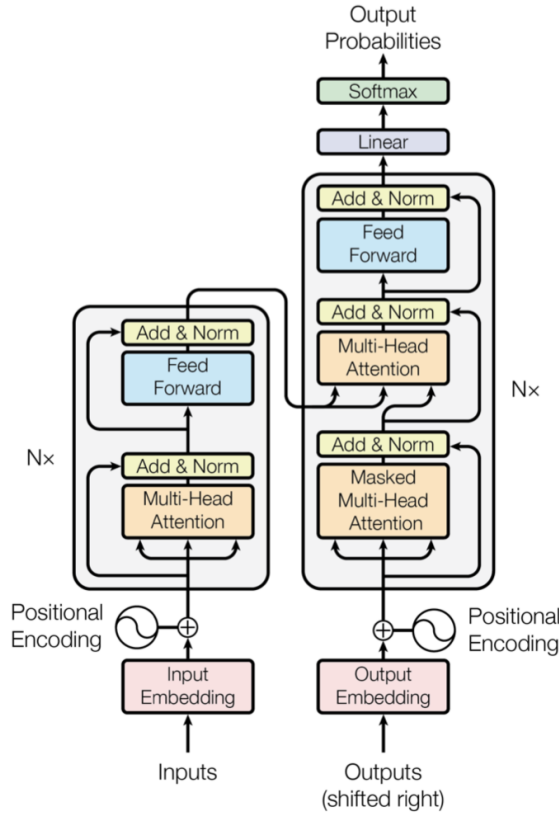 Output
Probabilities
Softmax
Linear
Add & Norm
Feed
Forward
Add & Norm
Multi-Head
Attention
Add & Norm
Masked
Multi-Head
Attention
N×
Add & Norm
Feed
Forward
Add & Norm
Multi-Head
Attention
N×
Positional
Encoding
Positional
Encoding
Input
Embedding
Output
Embedding
Inputs
Outputs
(shifted right)